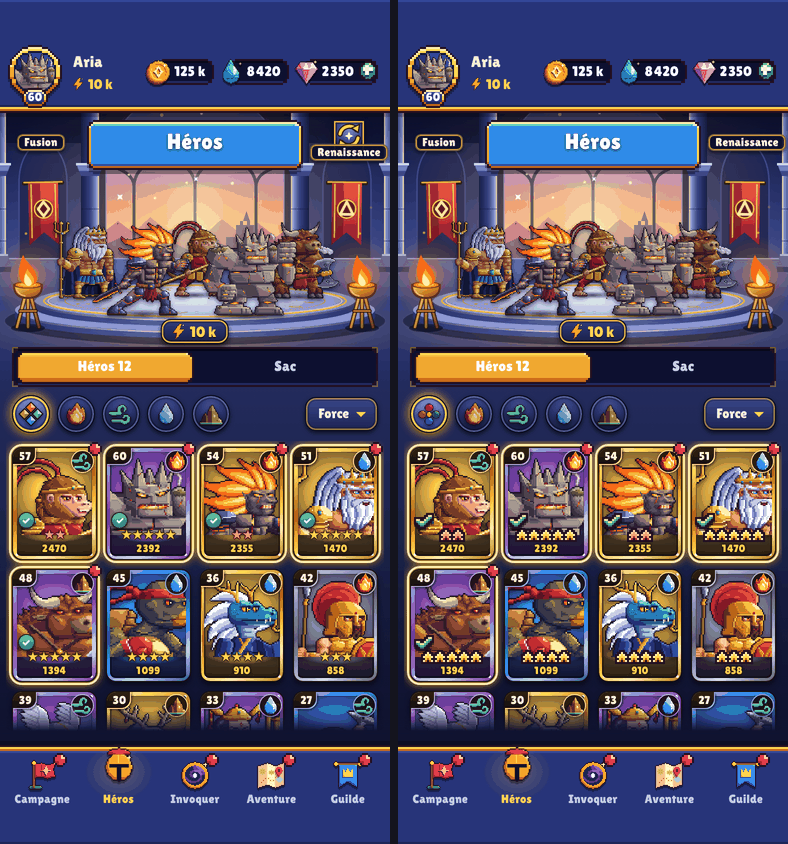 Aria
10 k
125 k
8420
2350
60
Fusion
Héros
Renaissance
10 k
Héros 12
Sac
Force
57
60
54
51
2470
2392
2355
1470
48
45
36
42
1394
1099
910
858
39
30
33
27
Campagne
Héros
Invoquer
Aventure
Guilde
Aria
10 k
125 k
8420
2350
60
Fusion
Héros
Renaissance
10 k
Héros 12
Sac
Force
57
60
54
51
2470
2392
2355
1470
48
45
36
42
1394
1099
910
858
39
30
33
27
Campagne
Héros
Invoquer
Aventure
Guilde